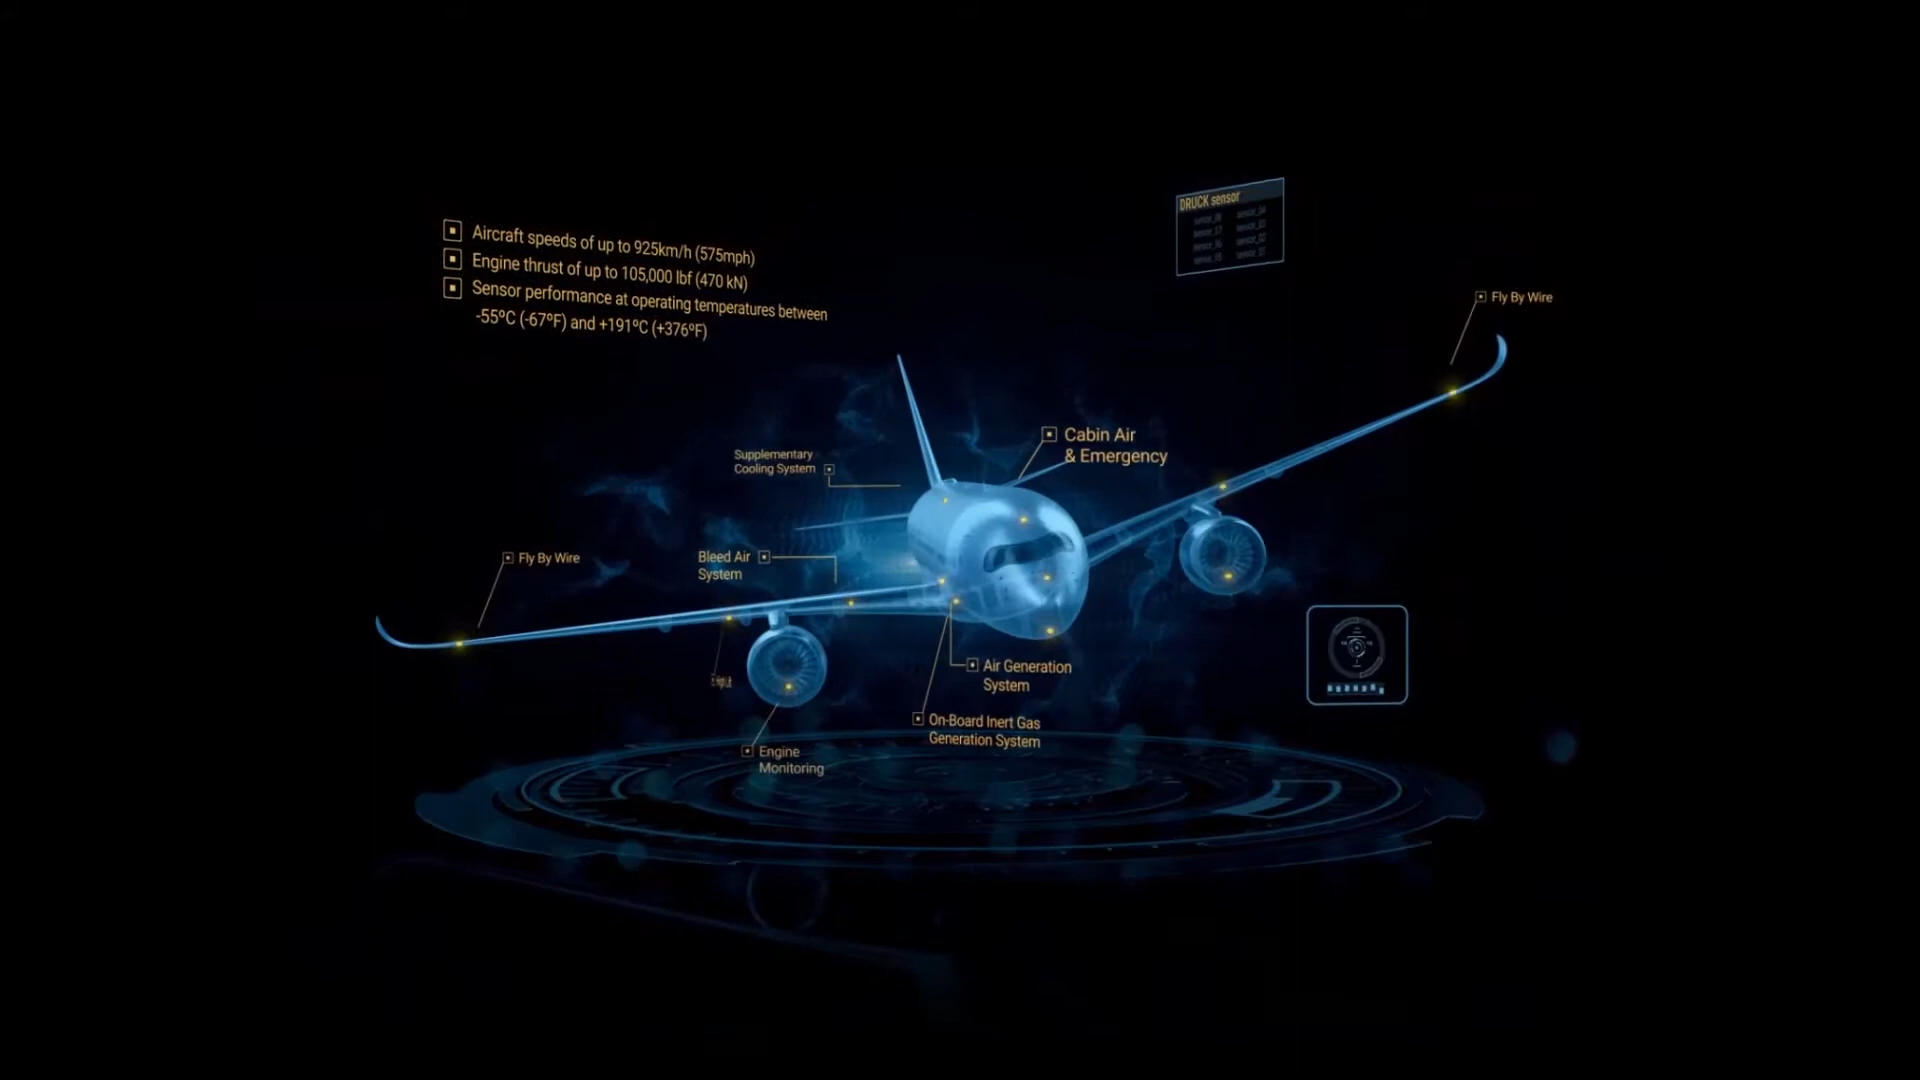 Aircraft speeds of up to 925km/h (575mph)
Engine thrust of up to 105,000 lbf (470 kN)
Sensor performance at operating temperatures between
-55ºC (-67ºF) and +191ºC (+376ºF)
DRUCK sensor
Fly By Wire
Cabin Air
& Emergency
Supplementary
Cooling System
Fly By Wire
Bleed Air
System
Air Generation
System
On-Board Inert Gas
Generation System
Engine
Monitoring